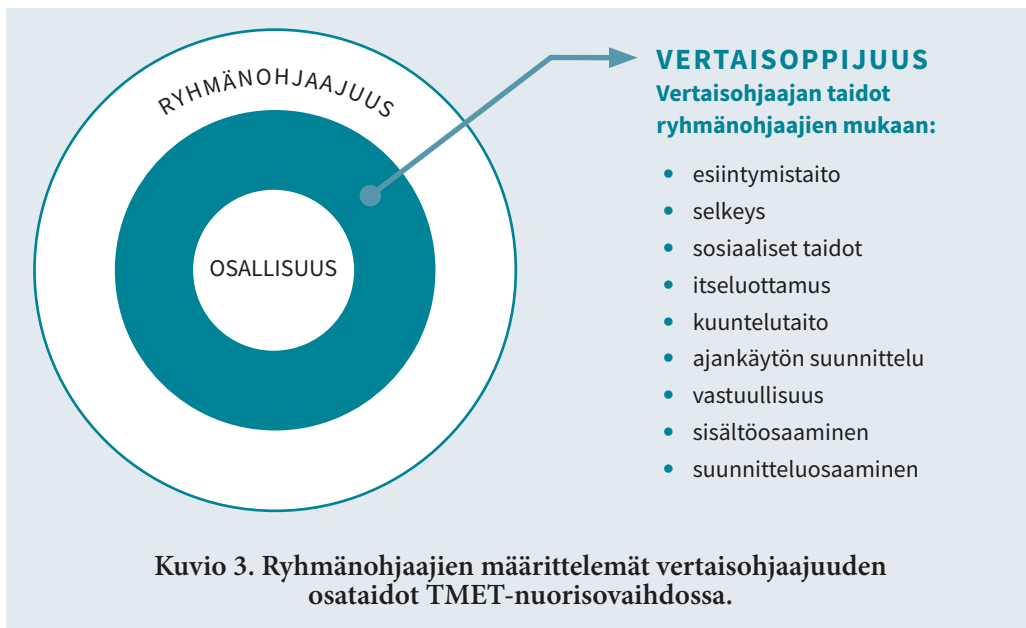 RYHMÄNOHJAAJUUS
OSALLISUUS
VERTAISOPPIJUUS
Vertaisohjaajan taidot
ryhmänohjaajien mukaan:
• esiintymistaito
• selkeys
• sosiaaliset taidot
• itseluottamus
• kuuntelutaito
• ajankäytön suunnittelu
• vastuullisuus
• sisältöosaaminen
• suunnitteluosaaminen
Kuvio 3. Ryhmänohjaajien määrittelemät vertaisohjaajuuden
osataidot TMET-nuorisovaihdossa.